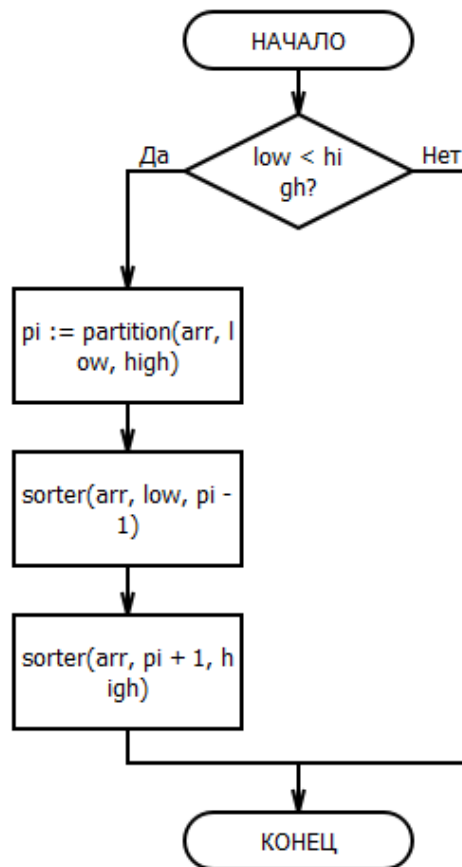 НАЧАЛО
Да
low < hi
gh?
Нет
pi := partition(arr, l
ow, high)
sorter(arr, low, pi -
1)
sorter(arr, pi + 1, h
igh)
КОНЕЦ